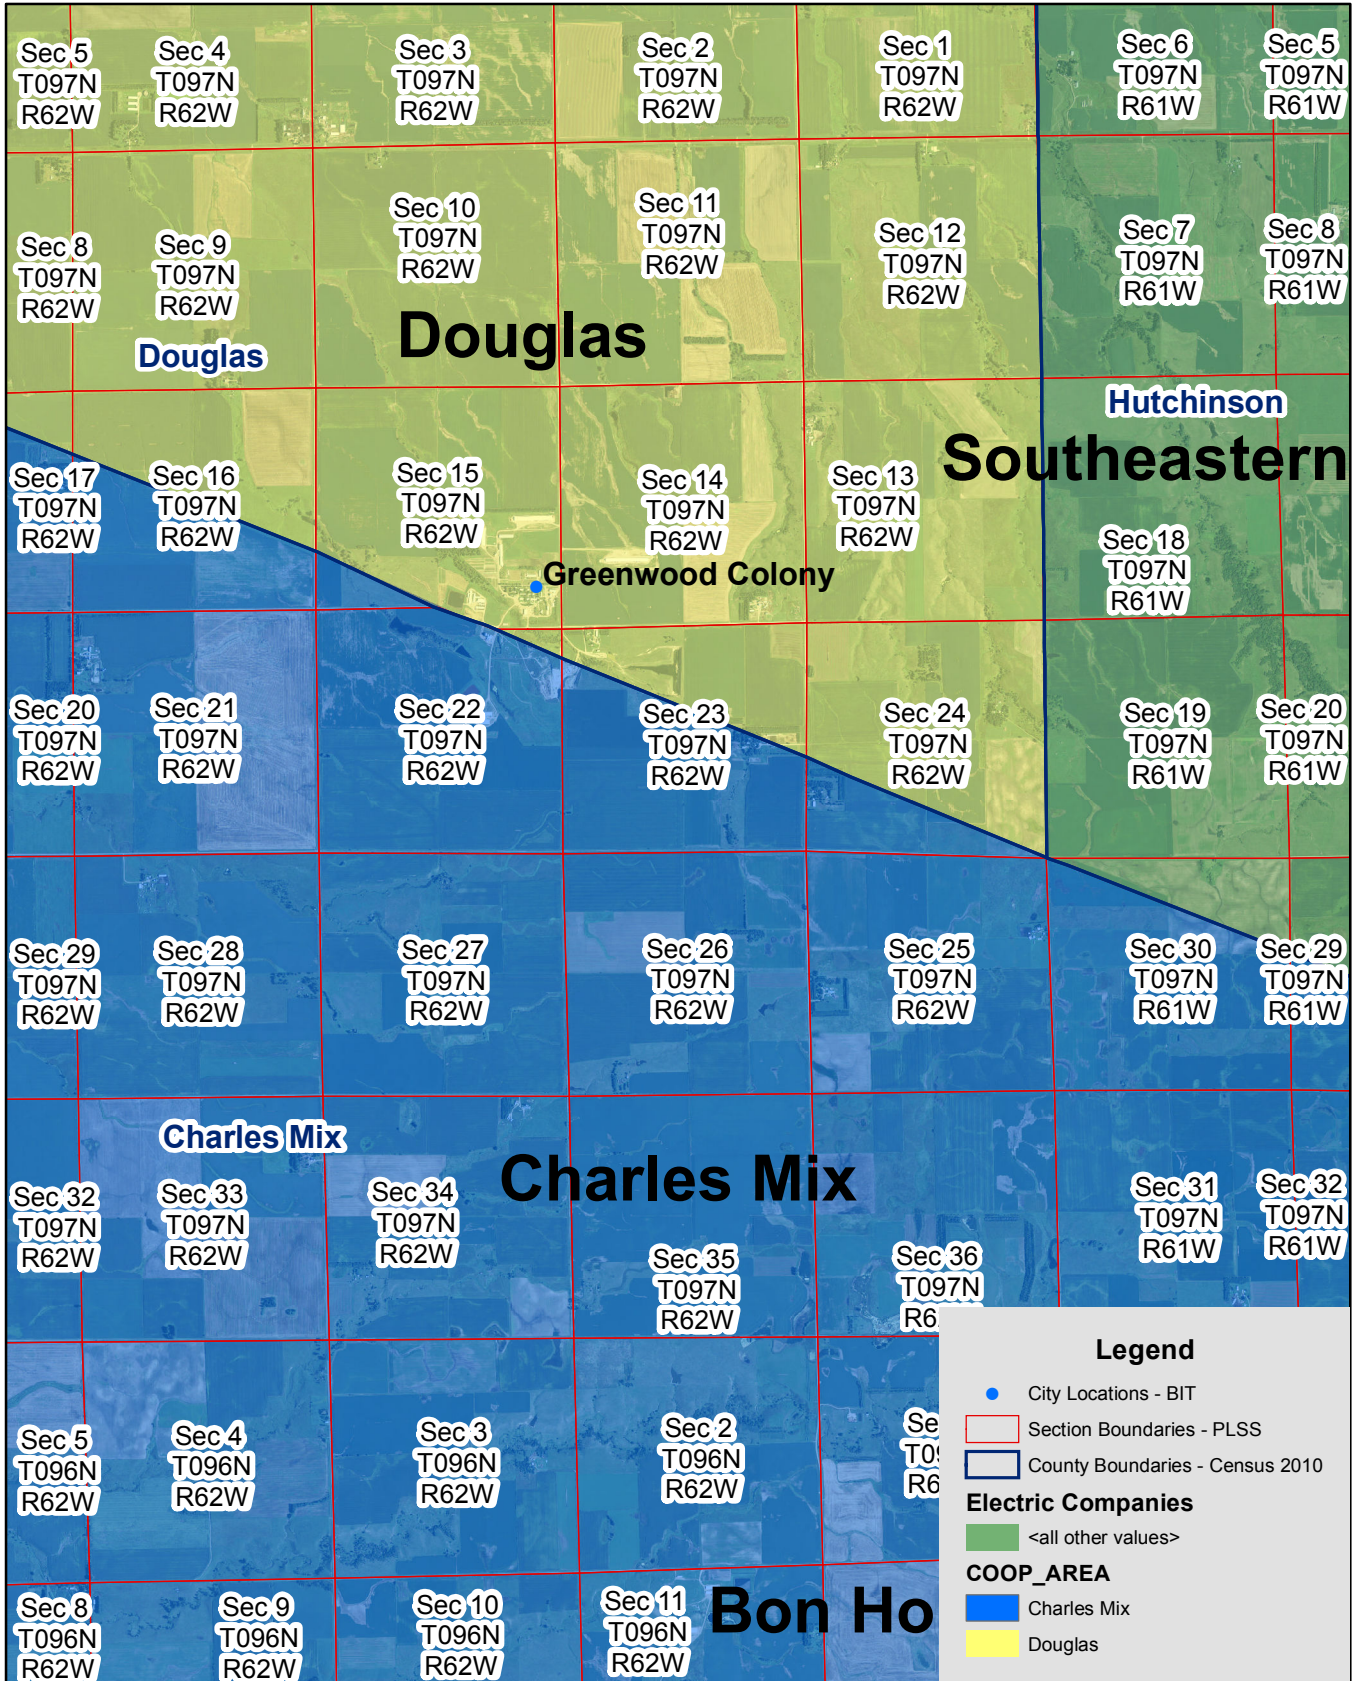 Sec 5
T097N
R62W
Sec 4
T097N
R62W
Sec 3
T097N
R62W
Sec 2
T097N
R62W
Sec 1
T097N
R62W
Sec 6
T097N
R61W
Sec 5
T097N
R61W
Sec 8
T097N
R62W
Sec 9
T097N
R62W
Sec 10
T097N
R62W
Sec 11
T097N
R62W
Sec 12
T097N
R62W
Sec 7
T097N
R61W
Sec 8
T097N
R61W
Douglas
Douglas
Hutchinson
Southeastern
Sec 17
T097N
R62W
Sec 16
T097N
R62W
Sec 15
T097N
R62W
Sec 14
T097N
R62W
Sec 13
T097N
R62W
Sec 18
T097N
R61W
Greenwood Colony
Sec 20
T097N
R62W
Sec 21
T097N
R62W
Sec 22
T097N
R62W
Sec 23
T097N
R62W
Sec 24
T097N
R62W
Sec 19
T097N
R61W
Sec 20
T097N
R61W
Sec 29
T097N
R62W
Sec 28
T097N
R62W
Sec 27
T097N
R62W
Sec 26
T097N
R62W
Sec 25
T097N
R62W
Sec 30
T097N
R61W
Sec 29
T097N
R61W
Charles Mix
Charles Mix
Sec 32
T097N
R62W
Sec 33
T097N
R62W
Sec 34
T097N
R62W
Sec 35
T097N
R62W
Sec 36
T097N
R6
Sec 31
T097N
R61W
Sec 32
T097N
R61W
Sec 5
T096N
R62W
Sec 4
T096N
R62W
Sec 3
T096N
R62W
Sec 2
T096N
R62W
Se
T09
R6
Sec 8
T096N
R62W
Sec 9
T096N
R62W
Sec 10
T096N
R62W
Sec 11
T096N
R62W
Bon Ho
Legend
City Locations - BIT
Section Boundaries - PLSS
County Boundaries - Census 2010
Electric Companies
<all other values>
COOP_AREA
Charles Mix
Douglas